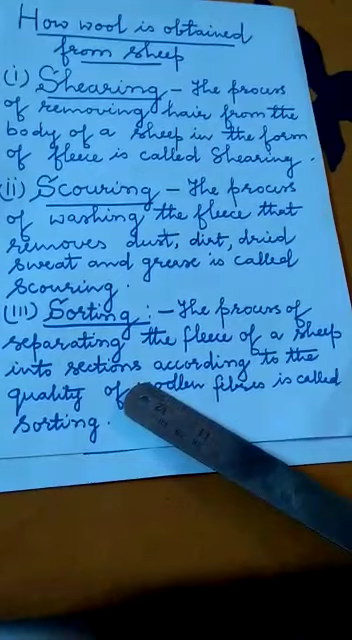 How wool is obtained
from sheep
(i) Shearing - The process
of removing hair from the
body of a sheep in the form
of fleece is called Shearing.
(ii) Scouring - The process
of washing the fleece that
removes dust, dirt, dried
sweat and grease is called
Scouring.
(III) Sorting :- The process of
separating the fleece of a sheep
into sections according to the
quality of woollen fibres is called
Sorting.